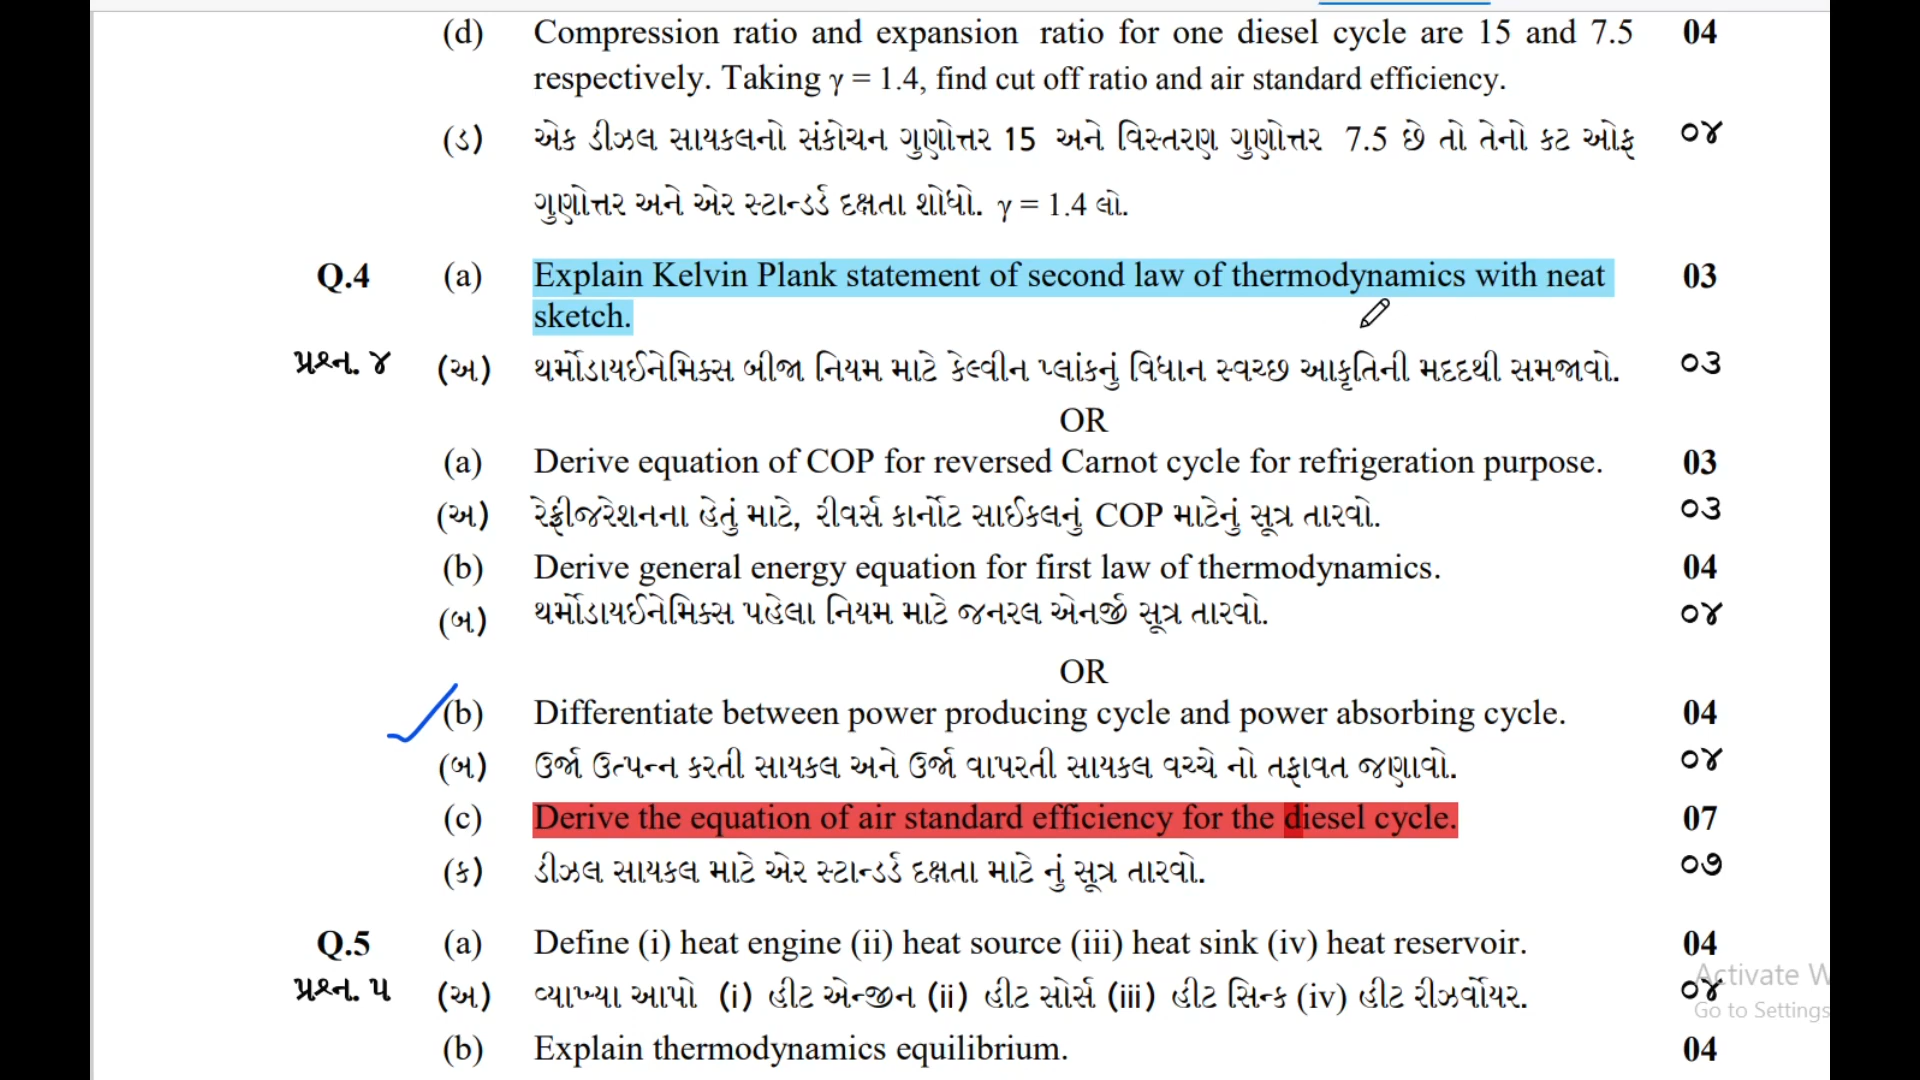 (d) Compression ratio and expansion ratio for one diesel cycle are 15 and 7.5 04
respectively. Taking γ = 1.4, find cut off ratio and air standard efficiency.
(ડ) એક ડીઝલ સાયકલનો સંકોચન ગુણોત્તર 15 અને વિસ્તરણ ગુણોત્તર 7.5 છે તો તેનો કટ ઓફ ૦૪
ગુણોત્તર અને એર સ્ટાન્ડર્ડ દક્ષતા શોધો. γ = 1.4 લો.
Q.4 (a) Explain Kelvin Plank statement of second law of thermodynamics with neat 03
sketch.
પ્રશ્ન. ૪ (અ) થર્મોડાયઈનેમિક્સ બીજા નિયમ માટે કેલ્વીન પ્લાંકનું વિધાન સ્વચ્છ આકૃતિની મદદથી સમજાવો. ૦૩
OR
(a) Derive equation of COP for reversed Carnot cycle for refrigeration purpose. 03
(અ) રેફ્રીજરેશનના હેતું માટે, રીવર્સ કાર્નોટ સાઈકલનું COP માટેનું સૂત્ર તારવો. ૦૩
(b) Derive general energy equation for first law of thermodynamics. 04
(બ) થર્મોડાયઈનેમિક્સ પહેલા નિયમ માટે જનરલ એનર્જી સૂત્ર તારવો. ૦૪
OR
(b) Differentiate between power producing cycle and power absorbing cycle. 04
(બ) ઉર્જા ઉત્પન્ન કરતી સાયકલ અને ઉર્જા વાપરતી સાયકલ વચ્ચે નો તફાવત જણાવો. ૦૪
(c) Derive the equation of air standard efficiency for the diesel cycle. 07
(ક) ડીઝલ સાયકલ માટે એર સ્ટાન્ડર્ડ દક્ષતા માટે નું સૂત્ર તારવો. ૦૭
Q.5 (a) Define (i) heat engine (ii) heat source (iii) heat sink (iv) heat reservoir. 04
પ્રશ્ન. ૫ (અ) વ્યાખ્યા આપો (i) હીટ એન્જીન (ii) હીટ સોર્સ (iii) હીટ સિન્ક (iv) હીટ રીઝર્વોયર. ૦૪
(b) Explain thermodynamics equilibrium. 04
Activate W
Go to Settings